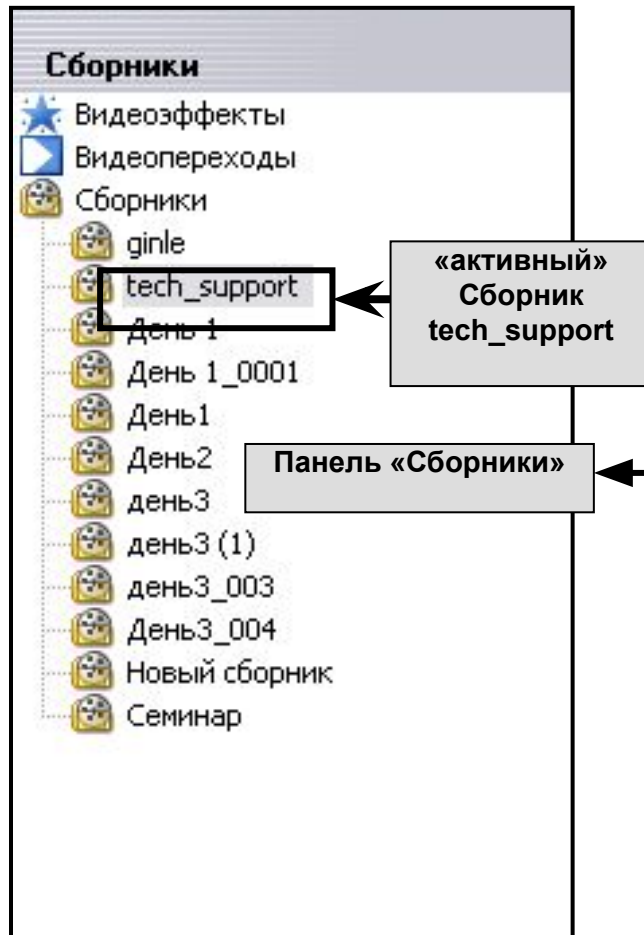 Сборники
Видеоэффекты
Видеопереходы
Сборники
ginle
tech_support
День 1
День 1_0001
День1
День2
день3
день3 (1)
день3_003
День3_004
Новый сборник
Семинар
«активный»
Сборник
tech_support
Панель «Сборники»